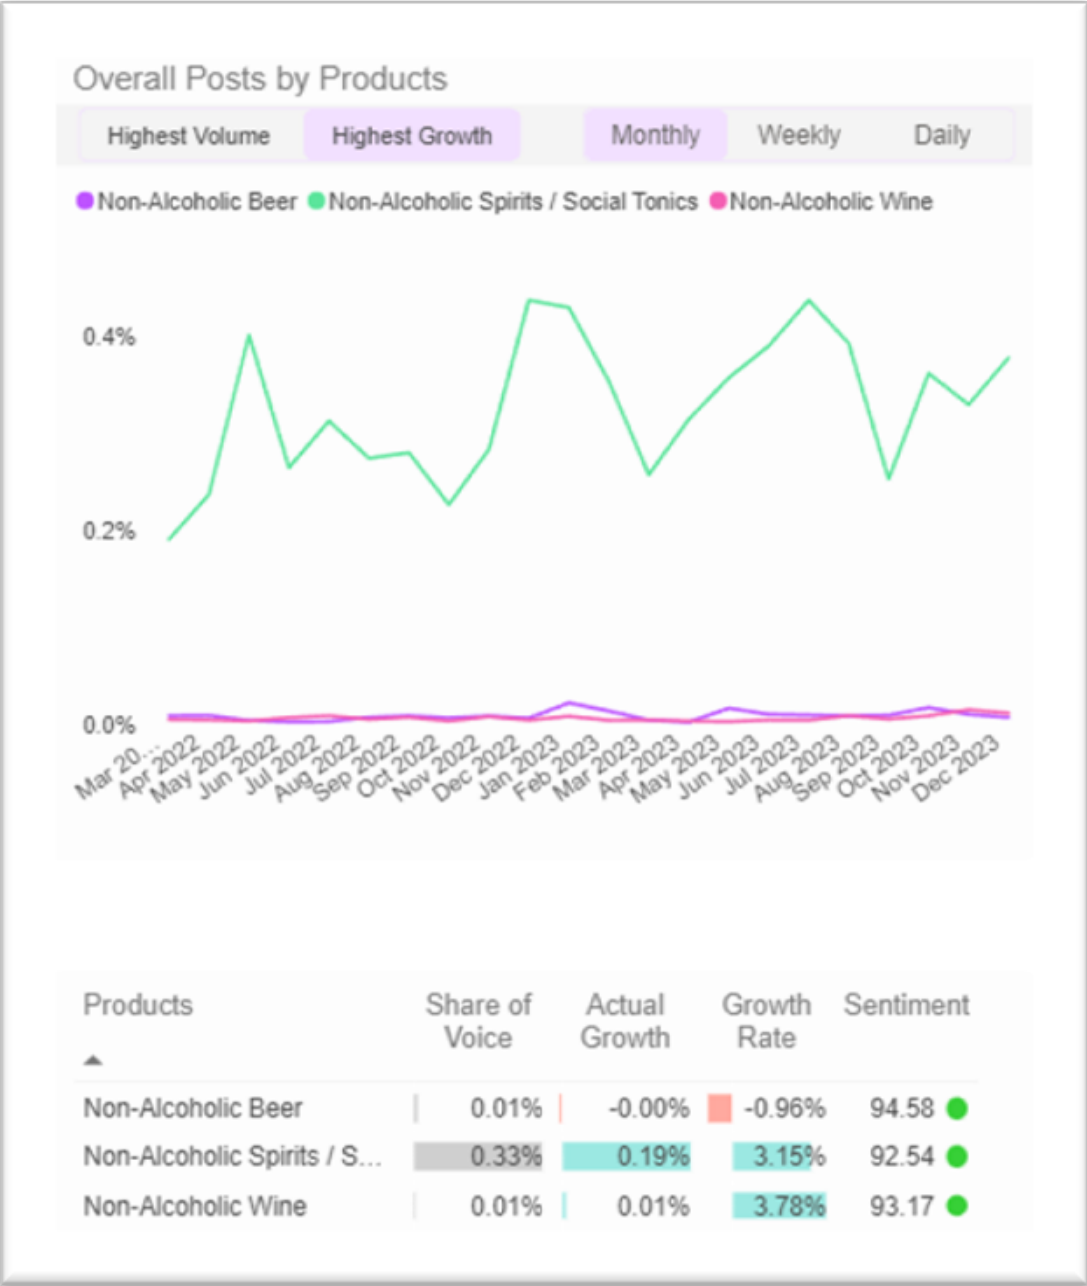 Overall Posts by Products
Highest Volume Highest Growth Monthly Weekly Daily
Non-Alcoholic Beer Non-Alcoholic Spirits / Social Tonics Non-Alcoholic Wine
0.4%
0.2%
0.0%
Mar 20... Apr 2022 May 2022 Jun 2022 Jul 2022 Aug 2022 Sep 2022 Oct 2022 Nov 2022 Dec 2022 Jan 2023 Feb 2023 Mar 2023 Apr 2023 May 2023 Jun 2023 Jul 2023 Aug 2023 Sep 2023 Oct 2023 Nov 2023 Dec 2023
Products Share of Actual Growth Sentiment
Voice Growth Rate
Non-Alcoholic Beer 0.01% -0.00% -0.96% 94.58
Non-Alcoholic Spirits / S... 0.33% 0.19% 3.15% 92.54
Non-Alcoholic Wine 0.01% 0.01% 3.78% 93.17